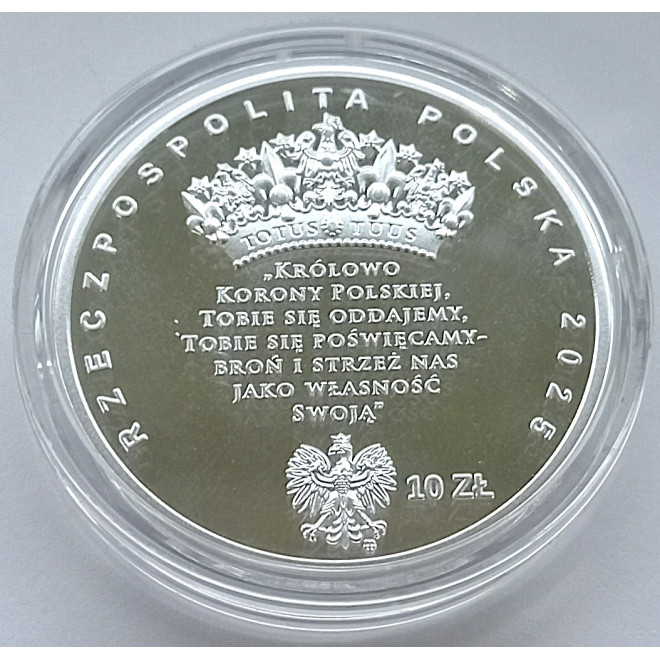 RZECZPOSPOLITA POLSKA 2025
TOTUS TUUS
„KRÓLOWO
KORONY POLSKIEJ,
TOBIE SIĘ ODDAJEMY,
TOBIE SIĘ POŚWIĘCAMY-
BROŃ I STRZEŻ NAS
JAKO WŁASNOŚĆ
SWOJĄ"
10 ZŁ